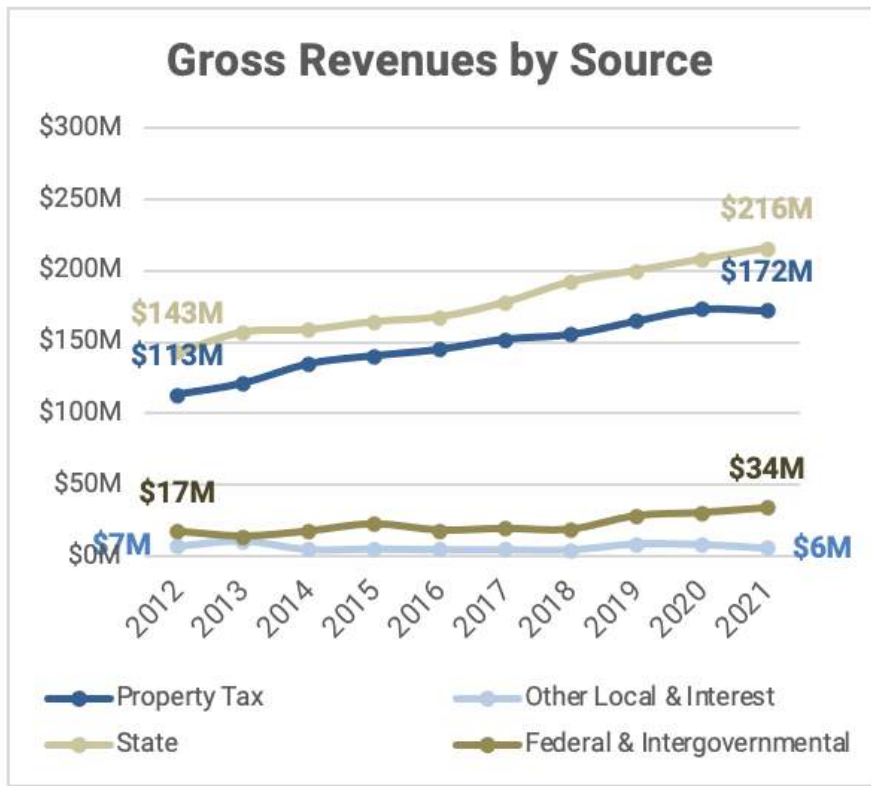 Gross Revenues by Source
$300M
$250M
$216M
$200M
$172M
$143M
$150M
$113M
$100M
$50M
$34M
$17M
$7M
$0M
$6M
2012 2013 2014 2015 2016 2017 2018 2019 2020 2021
Property Tax Other Local & Interest
State Federal & Intergovernmental